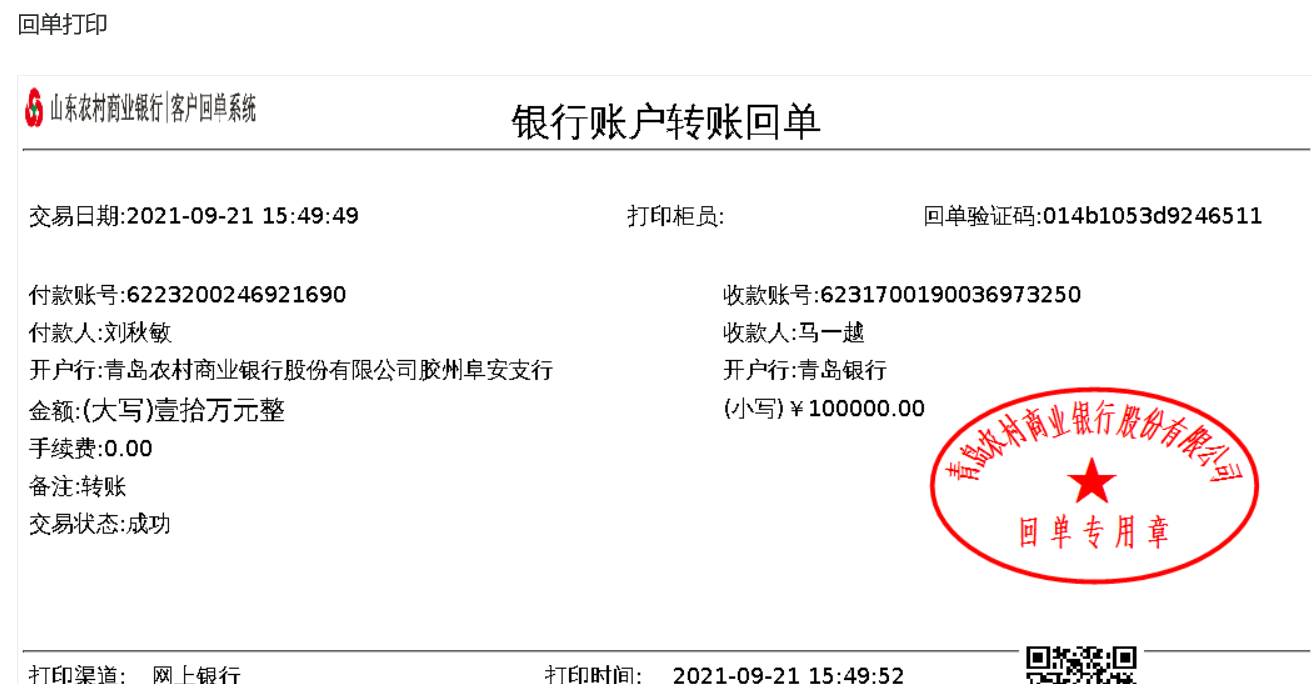 回单打印
山东农村商业银行|客户回单系统
银行账户转账回单
交易日期:2021-09-21 15:49:49 打印柜员: 回单验证码:014b1053d9246511
付款账号:6223200246921690 收款账号:6231700190036973250
付款人:刘秋敏 收款人:马一越
开户行:青岛农村商业银行股份有限公司胶州阜安支行 开户行:青岛银行
金额:(大写)壹拾万元整 (小写)¥100000.00
手续费:0.00
备注:转账
交易状态:成功
青岛农村商业银行股份有限公司
回单专用章
打印渠道: 网上银行 打印时间: 2021-09-21 15:49:52